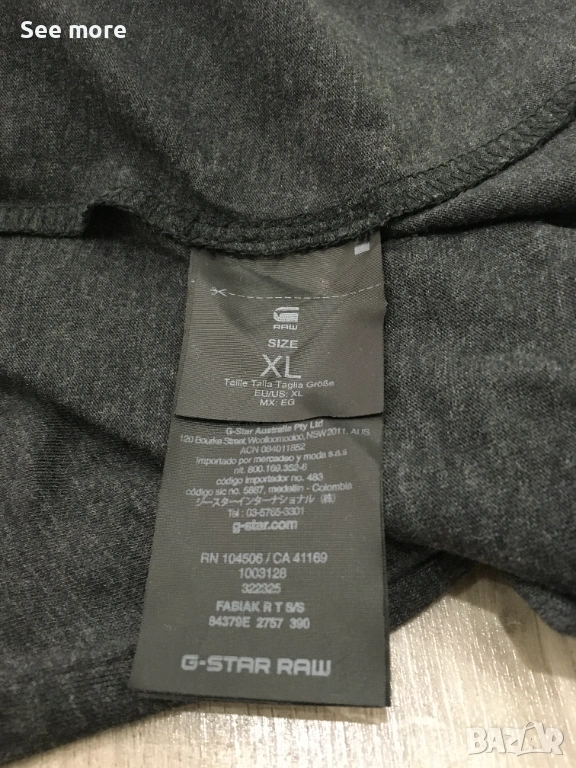 See more
RAW
SIZE
XL
Taille Talla Taglia Größe
EU/US: XL
MX: EG
G-Star Australia Pty Ltd
120 Bourke Street, Woolloomooloo, NSW 2011, AUS
ACN 084011852
importado por mercadeo y moda s.a.s
nit. 800.169.352-6
código importador no. 483
código sic no. 5887, medellin - Colombia
ジースターインターナショナル（株）
Tel : 03-5765-3301
g-star.com
RN 104506 / CA 41169
1003128
322325
FABIAK R T S/S
84379E 2757 390
G-STAR RAW
BAZAR